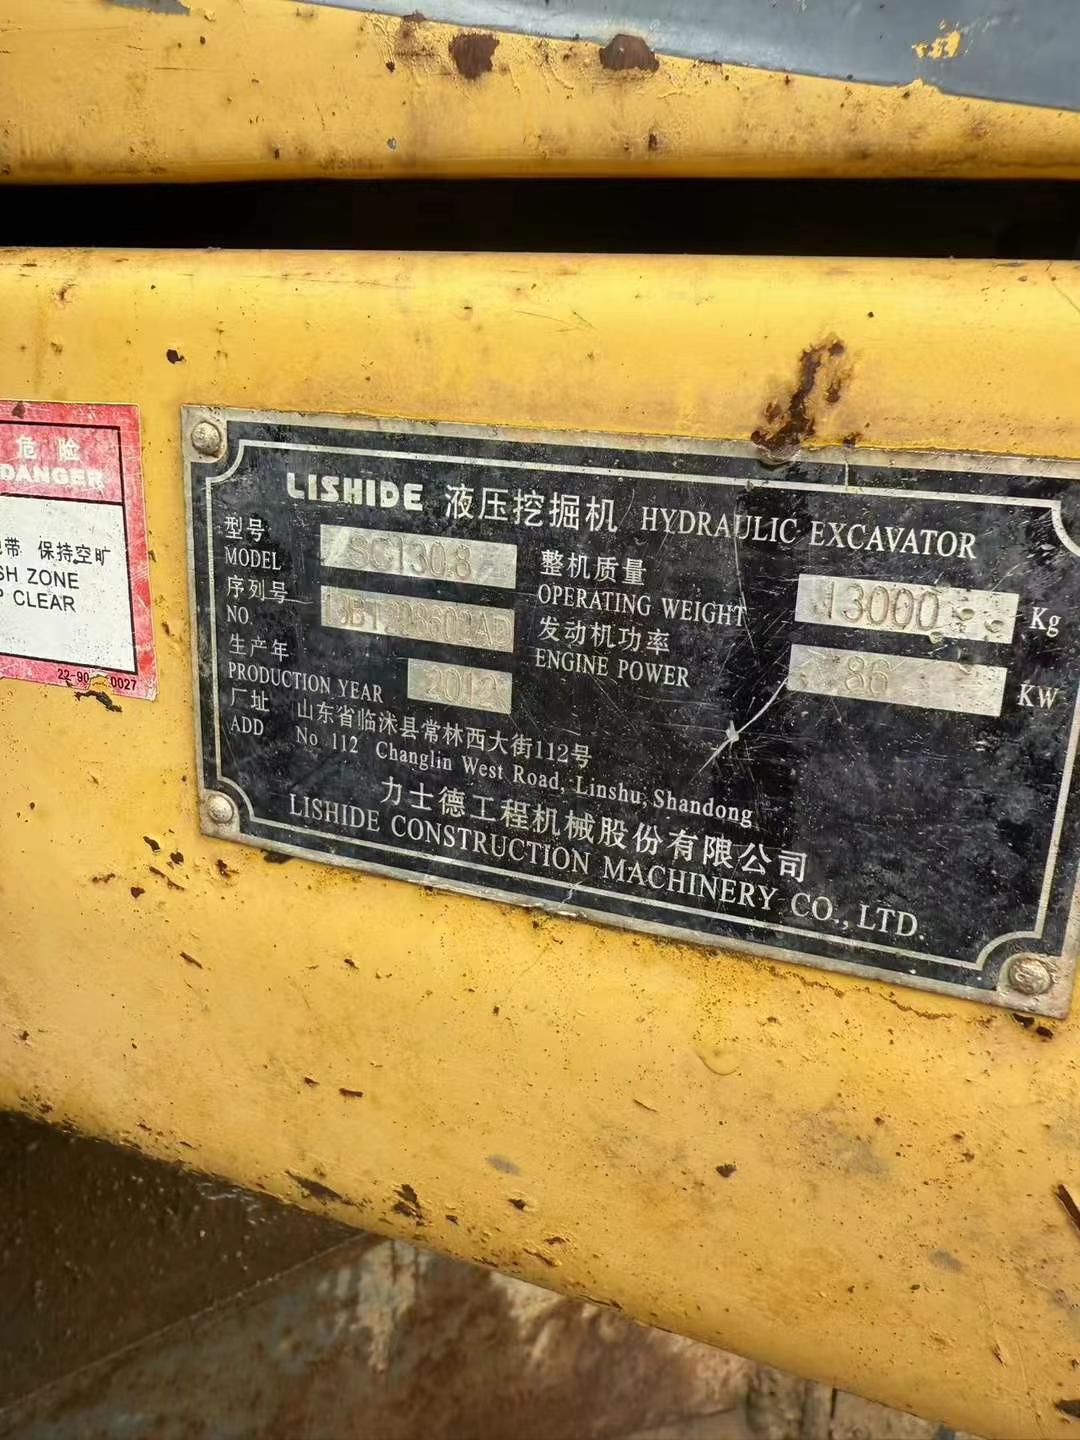 危 险
DANGER
地带 保持空旷
SH ZONE
P CLEAR
22-90 0027
LISHIDE 液压挖掘机 HYDRAULIC EXCAVATOR
型号
MODEL SC130.8
序列号
NO.
生产年
PRODUCTION YEAR 2012
整机质量
OPERATING WEIGHT 13000 Kg
发动机功率
ENGINE POWER 86 KW
厂址 山东省临沭县常林西大街112号
ADD No 112 Changlin West Road, Linshu, Shandong
力士德工程机械股份有限公司
LISHIDE CONSTRUCTION MACHINERY CO., LTD.